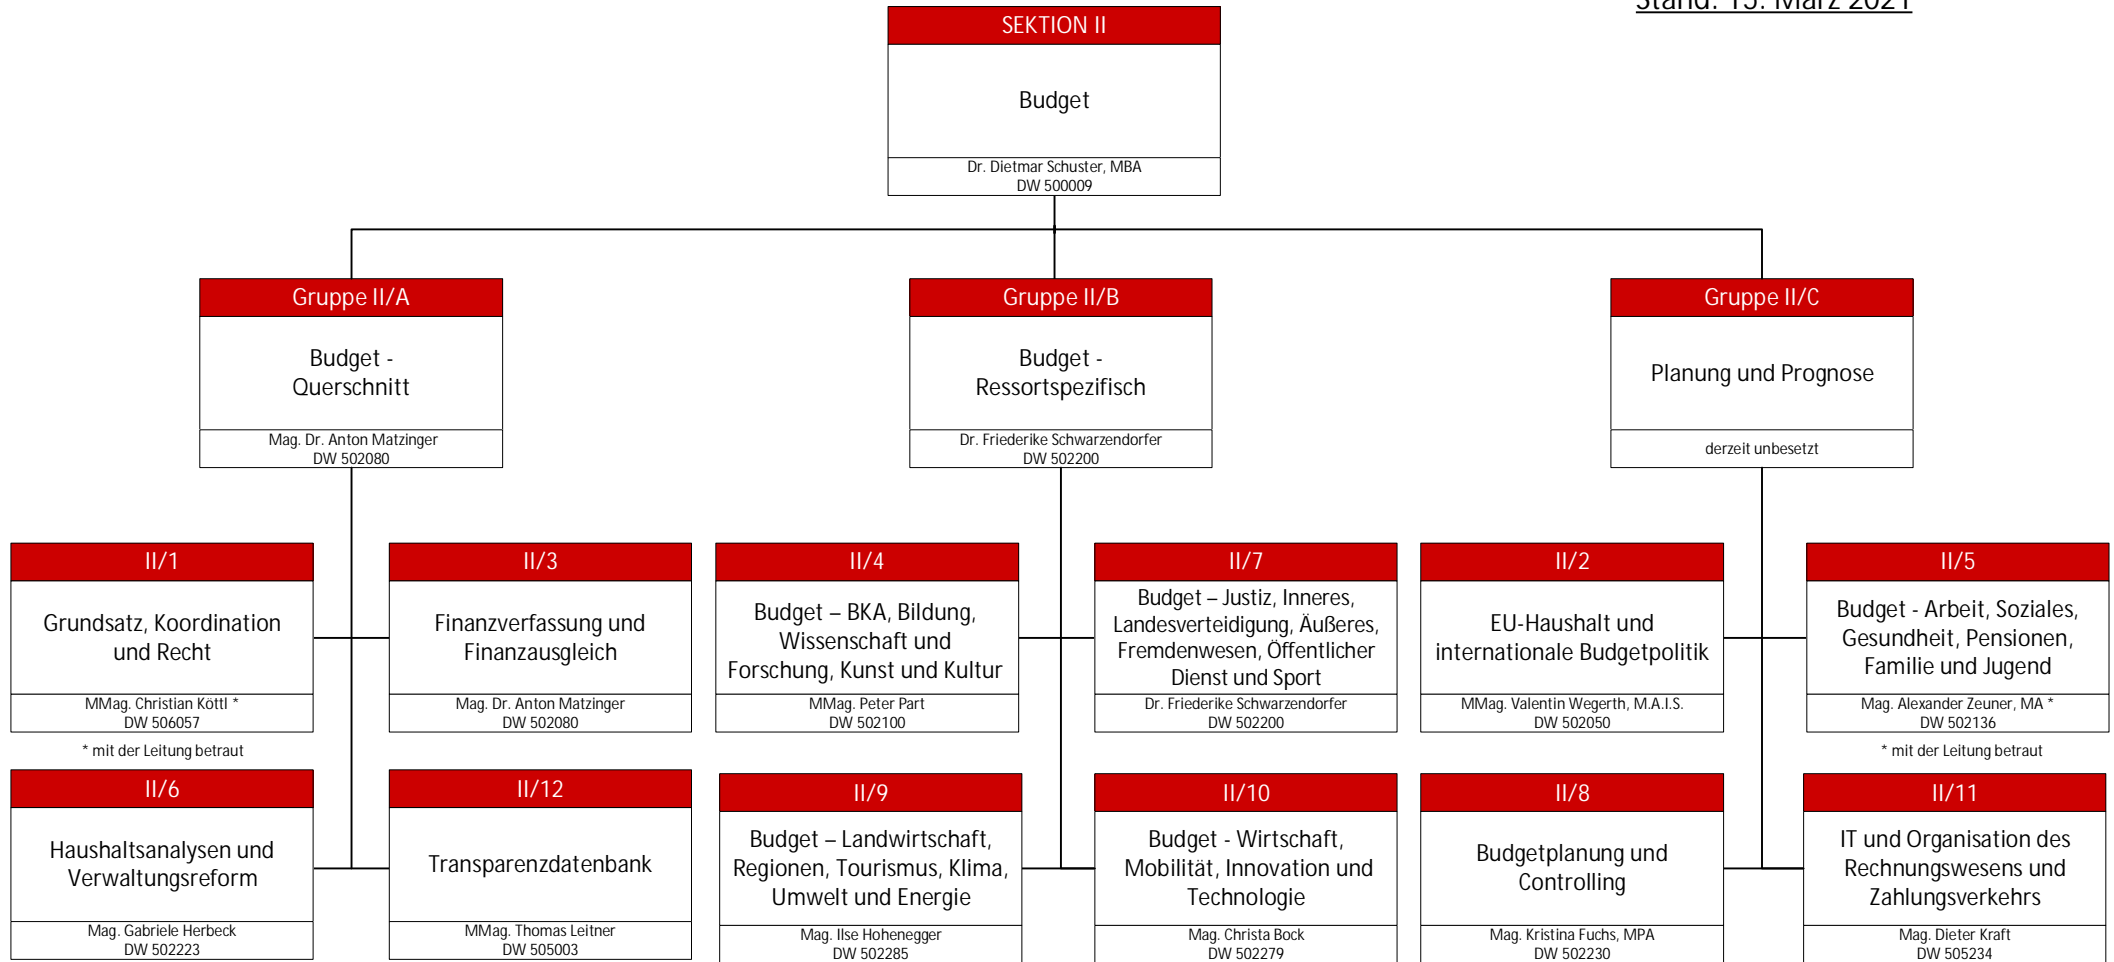 Stand: 15. März 2021
SEKTION II
Budget
Dr. Dietmar Schuster, MBA
DW 500009
Gruppe II/A
Budget -
Querschnitt
Mag. Dr. Anton Matzinger
DW 502080
Gruppe II/B
Budget -
Ressortspezifisch
Dr. Friederike Schwarzendorfer
DW 502200
Gruppe II/C
Planung und Prognose
derzeit unbesetzt
II/1
Grundsatz, Koordination
und Recht
MMag. Christian Köttl *
DW 506057
* mit der Leitung betraut
II/3
Finanzverfassung und
Finanzausgleich
Mag. Dr. Anton Matzinger
DW 502080
II/4
Budget – BKA, Bildung,
Wissenschaft und
Forschung, Kunst und Kultur
MMag. Peter Part
DW 502100
II/7
Budget – Justiz, Inneres,
Landesverteidigung, Äußeres,
Fremdenwesen, Öffentlicher
Dienst und Sport
Dr. Friederike Schwarzendorfer
DW 502200
II/2
EU-Haushalt und
internationale Budgetpolitik
MMag. Valentin Wegerth, M.A.I.S.
DW 502050
II/5
Budget - Arbeit, Soziales,
Gesundheit, Pensionen,
Familie und Jugend
Mag. Alexander Zeuner, MA *
DW 502136
* mit der Leitung betraut
II/6
Haushaltsanalysen und
Verwaltungsreform
Mag. Gabriele Herbeck
DW 502223
II/12
Transparenzdatenbank
MMag. Thomas Leitner
DW 505003
II/9
Budget – Landwirtschaft,
Regionen, Tourismus, Klima,
Umwelt und Energie
Mag. Ilse Hohenegger
DW 502285
II/10
Budget - Wirtschaft,
Mobilität, Innovation und
Technologie
Mag. Christa Bock
DW 502279
II/8
Budgetplanung und
Controlling
Mag. Kristina Fuchs, MPA
DW 502230
II/11
IT und Organisation des
Rechnungswesens und
Zahlungsverkehrs
Mag. Dieter Kraft
DW 505234